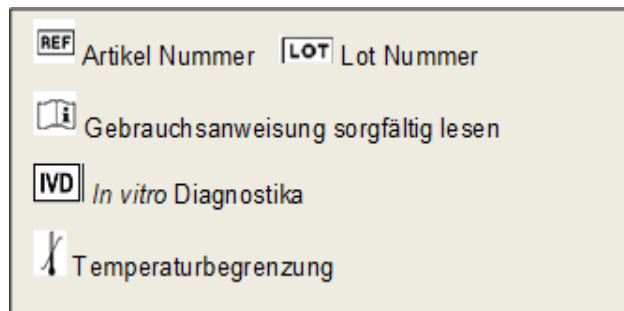 REF Artikel Nummer LOT Lot Nummer
i Gebrauchsanweisung sorgfältig lesen
IVD In vitro Diagnostika
Temperaturbegrenzung